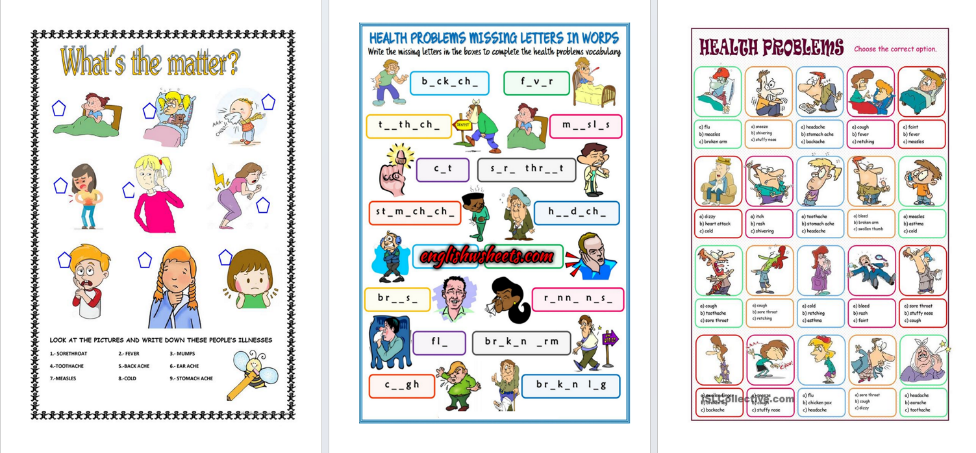 What's the matter?
LOOK AT THE PICTURES AND WRITE DOWN THESE PEOPLE'S ILLNESSES
1.- SORETHROAT 2.- FEVER 3.- MUMPS
4.-TOOTHACHE 5.-BACK ACHE 6.- EAR ACHE
7.-MEASLES 8.-COLD 9.- STOMACH ACHE
HEALTH PROBLEMS MISSING LETTERS IN WORDS
Write the missing letters in the boxes to complete the health problems vocabulary
b_ck_ch_ f_v_r
t__th_ch_ m__sl_s
c_t s_r_ thr__t
st_m_ch_ch_ h__d_ch_
englishwsheets.com
br__s_ r_nn_ n_s_
fl_ br_k_n _rm
c__gh br_k_n l_g
HEALTH PROBLEMS Choose the correct option.
a) flu
b) measles
c) broken arm
b) shivering
c) stuffy nose
a) headache
b) stomach ache
c) backache
a) cough
b) fever
c) retching
a) faint
b) fever
c) measles
a) dizzy
b) heart attack
c) cold
a) itch
b) rash
c) shivering
a) toothache
b) stomach ache
c) headache
a) bleed
b) broken arm
c) swollen thumb
a) measles
b) asthma
c) cold
a) cough
b) toothache
c) sore throat
a) cough
b) sore throat
c) retching
a) cold
b) retching
c) asthma
a) bleed
b) rash
c) faint
a) sore throat
b) stuffy nose
c) cough
c) backache
c) stuffy nose
a) flu
b) chicken pox
c) headache
a) sore throat
b) cough
c) dizzy
a) headache
b) earache
c) toothache
iSLCollective.com